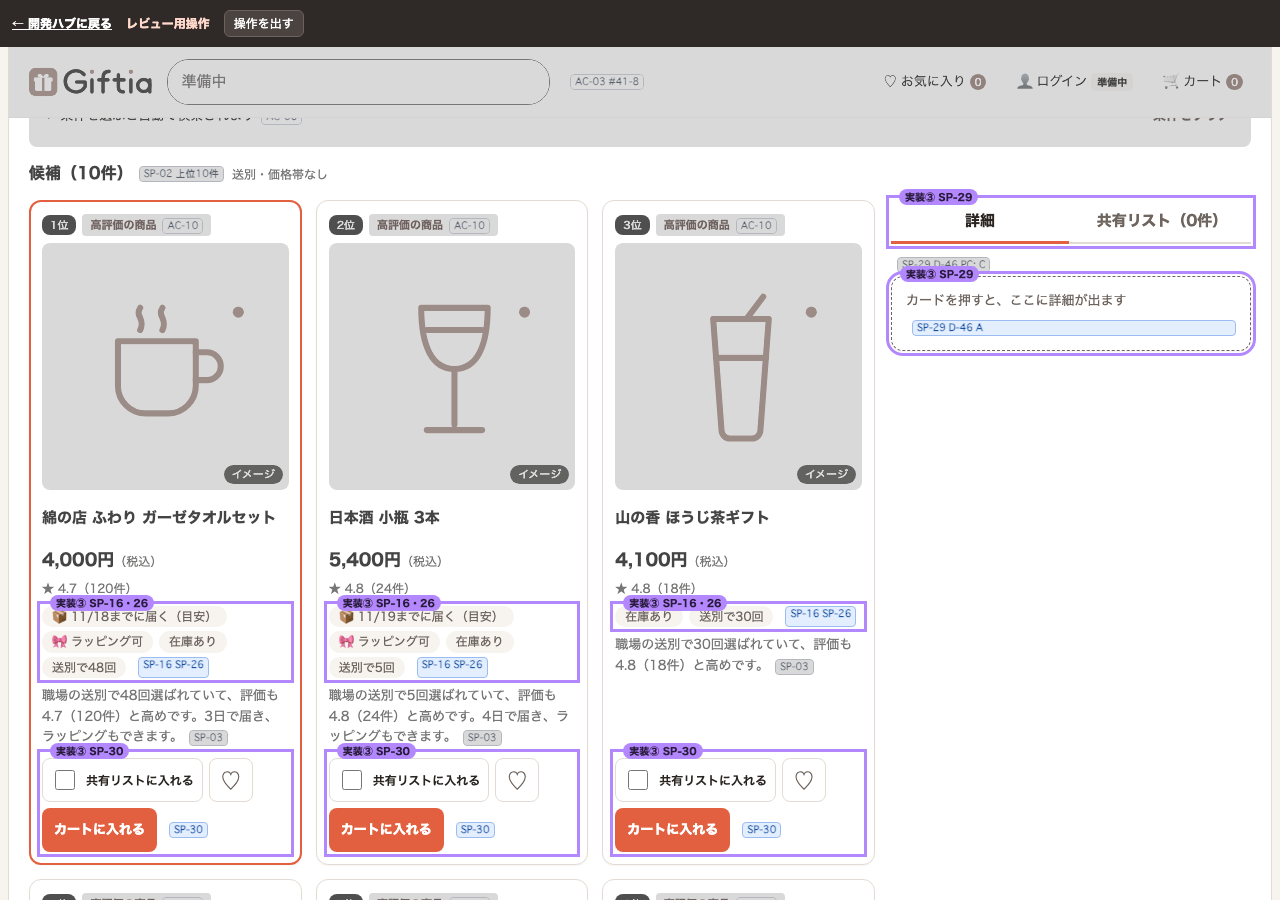 ← 開発ハブに戻る レビュー用操作 操作を出す
Giftia 準備中 AC-03 #41-8 ♡ お気に入り 0 ログイン 準備中 カート 0
候補（10件） SP-02 上位10件 送別・価格帯なし
1位 高評価の商品 AC-10
イメージ
綿の店 ふわり ガーゼタオルセット
4,000円（税込）
★ 4.7（120件）
実装③ SP-16・26
11/18までに届く（目安）
ラッピング可 在庫あり
送別で48回 SP-16 SP-26
職場の送別で48回選ばれていて、評価も
4.7（120件）と高めです。3日で届き、
ラッピングもできます。 SP-03
実装③ SP-30
共有リストに入れる ♡
カートに入れる SP-30
2位 高評価の商品 AC-10
イメージ
日本酒 小瓶 3本
5,400円（税込）
★ 4.8（24件）
実装③ SP-16・26
11/19までに届く（目安）
ラッピング可 在庫あり
送別で5回 SP-16 SP-26
職場の送別で5回選ばれていて、評価も
4.8（24件）と高めです。4日で届き、ラ
ッピングもできます。 SP-03
実装③ SP-30
共有リストに入れる ♡
カートに入れる SP-30
3位 高評価の商品 AC-10
イメージ
山の香 ほうじ茶ギフト
4,100円（税込）
★ 4.8（18件）
実装③ SP-16・26
在庫あり 送別で30回 SP-16 SP-26
職場の送別で30回選ばれていて、評価も
4.8（18件）と高めです。 SP-03
実装③ SP-30
共有リストに入れる ♡
カートに入れる SP-30
実装③ SP-29
詳細 共有リスト（0件）
SP-29 D-46 PC: C
実装③ SP-29
カードを押すと、ここに詳細が出ます
SP-29 D-46 A